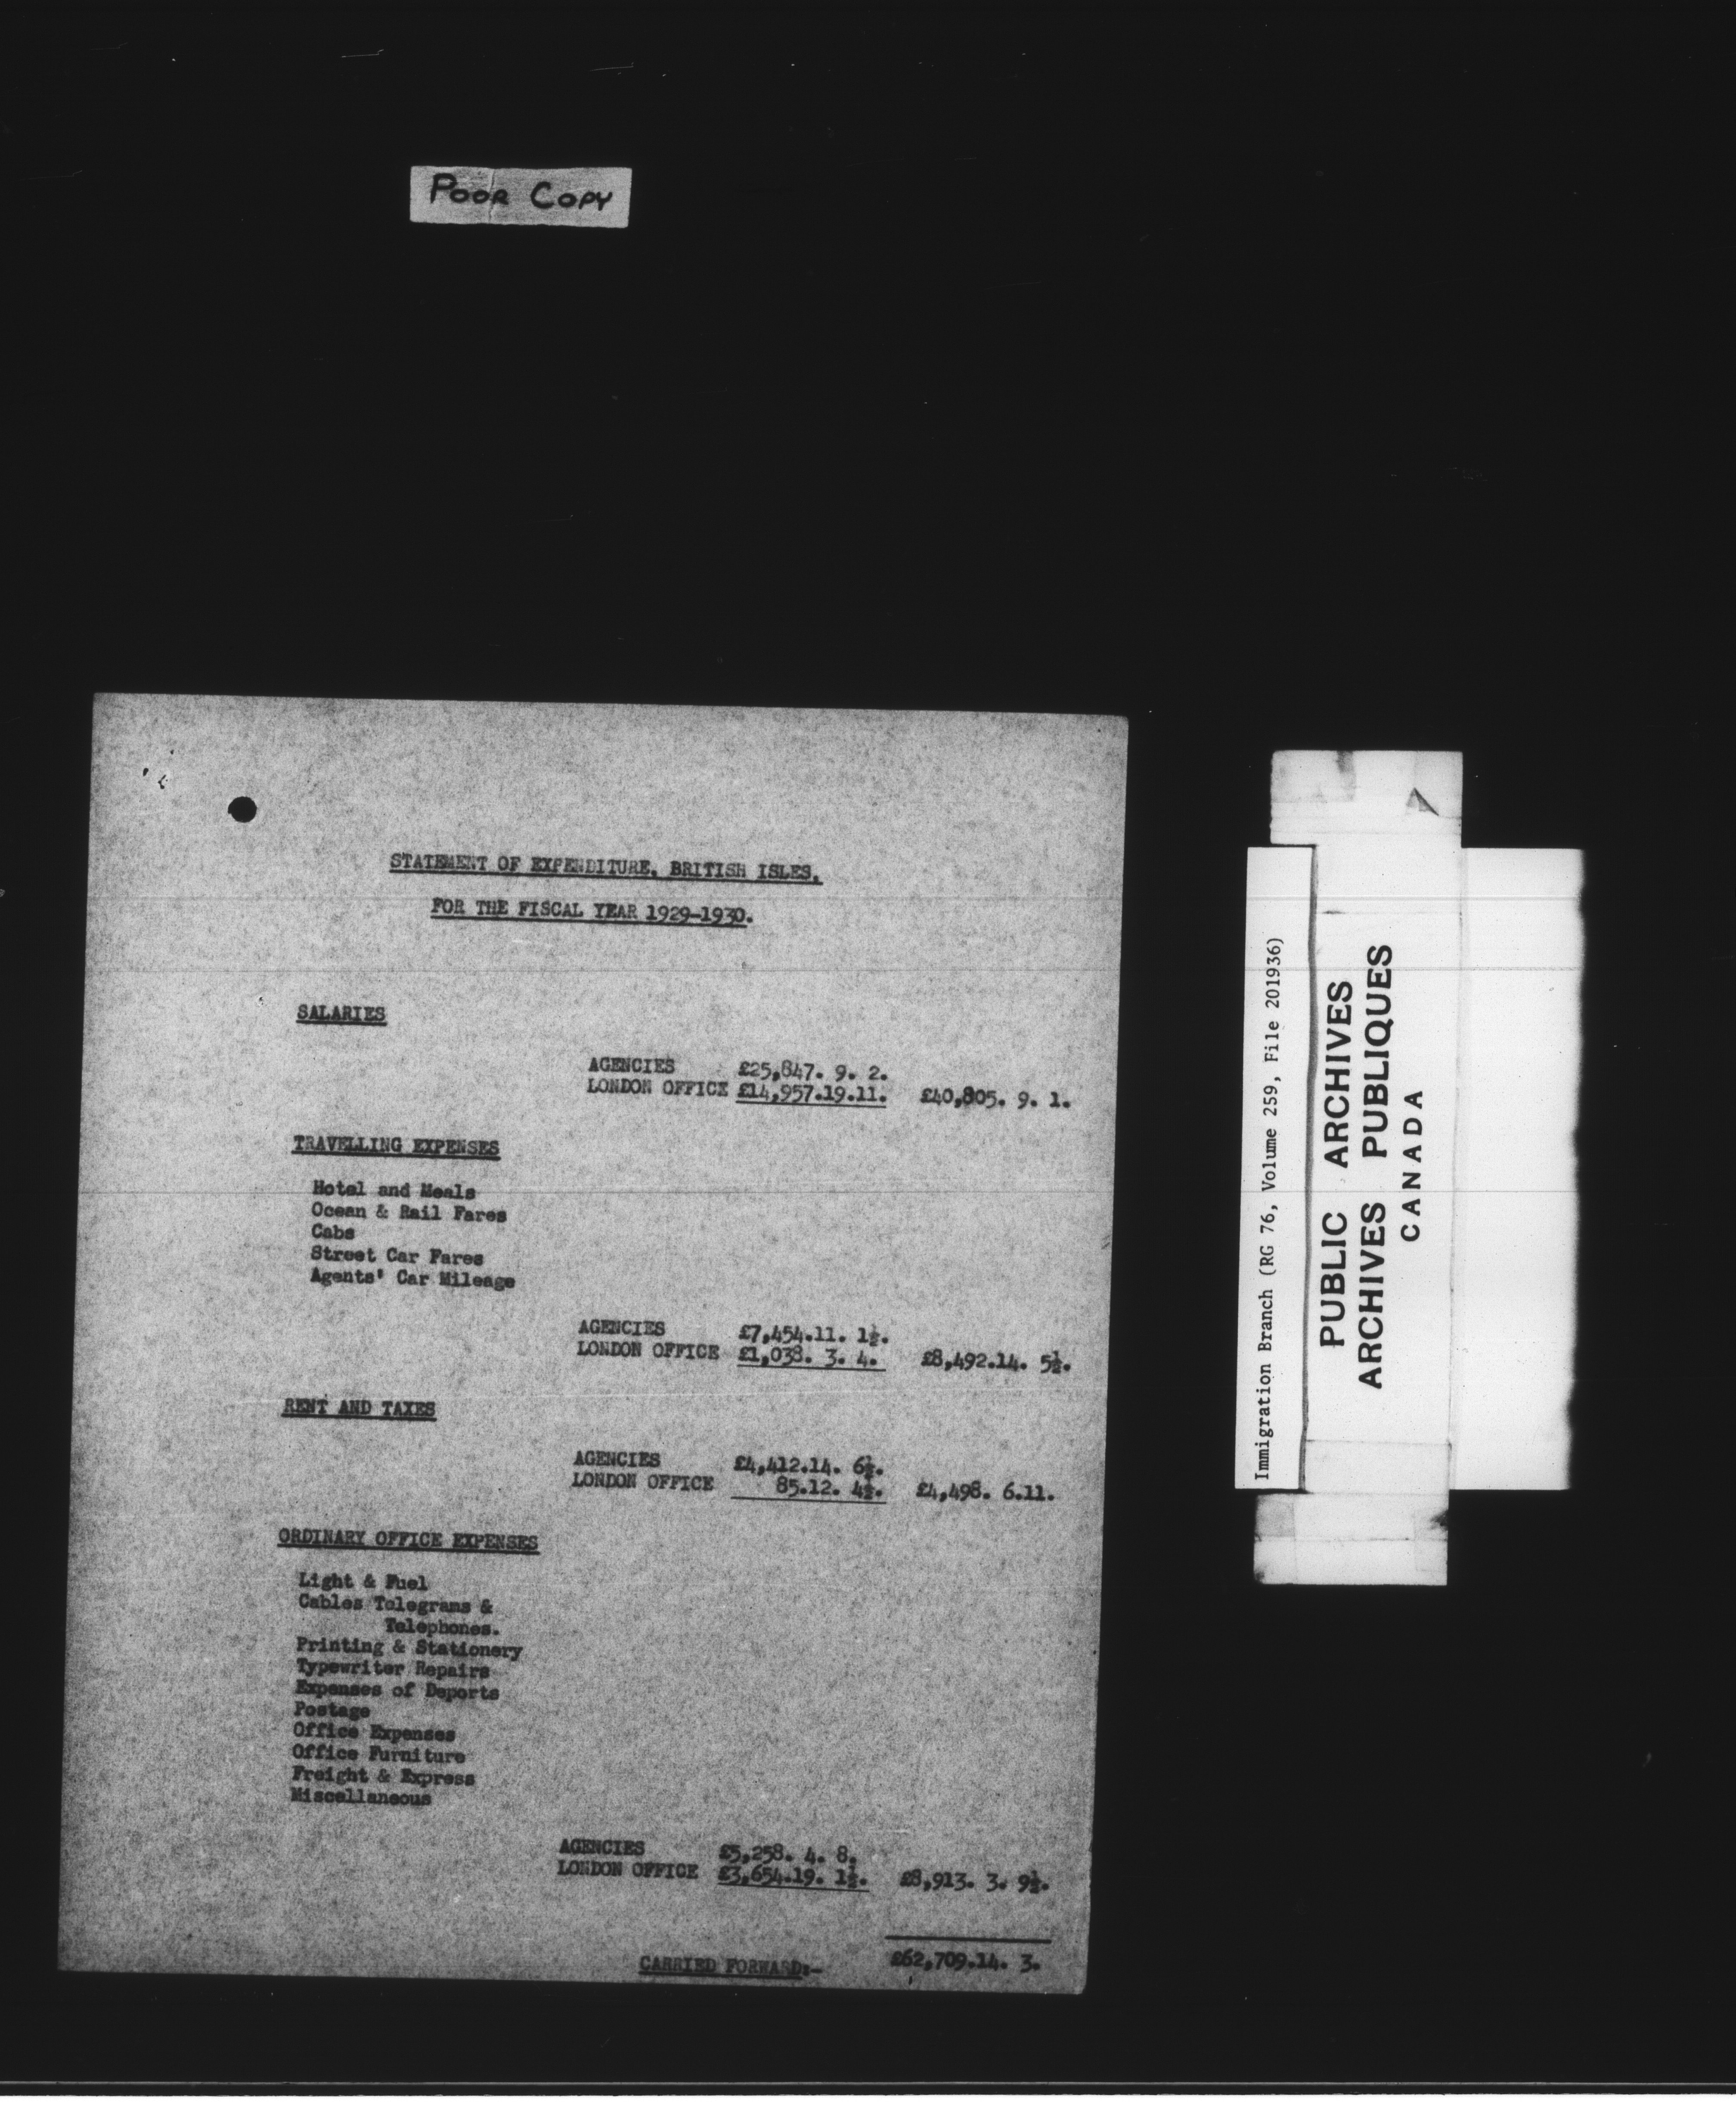 POOR COPY
STATEMENT OF EXPENDITURE. BRITISH ISLES.
FOR THE FISCAL YEAR 1929-1930.
SALARIES
AGENCIES £25,847. 9. 2.
LONDON OFFICE £14,957.19.11. £40,805. 9. 1.
TRAVELLING EXPENSES
Hotel and Meals
Ocean & Rail Fares
Cabs
Street Car Fares
Agents' Car Mileage
AGENCIES £7,454.11. 1½.
LONDON OFFICE £1,038. 3. 4. £8,492.14. 5½.
RENT AND TAXES
AGENCIES £4,412.14. 6½.
LONDON OFFICE 85.12. 4½. £4,498. 6.11.
ORDINARY OFFICE EXPENSES
Light & Fuel
Cables Telegrams &
Telephones.
Printing & Stationery
Typewriter Repairs
Expenses of Deports
Postage
Office Expenses
Office Furniture
Freight & Express
Miscellaneous
AGENCIES £5,258. 4. 8.
LONDON OFFICE £3,654.19. 1½. £8,913. 3. 9½.
CARRIED FORWARD:- £62,709.14. 3.
Immigration Branch (RG 76, Volume 259, File 201936)
PUBLIC ARCHIVES
ARCHIVES PUBLIQUES
CANADA